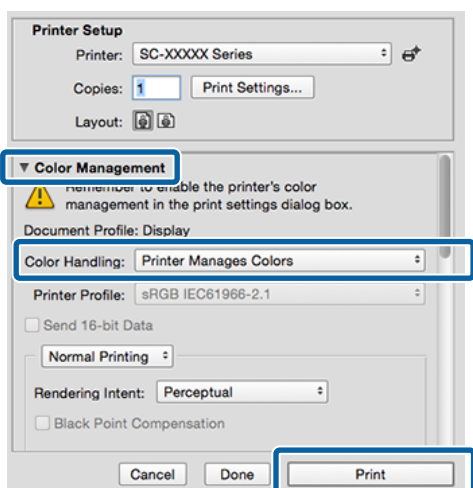 Printer Setup
Printer: SC-XXXXX Series
Copies: 1 Print Settings...
Layout:
▼ Color Management
Remember to enable the printer's color
management in the print settings dialog box.
Document Profile: Display
Color Handling: Printer Manages Colors
Printer Profile: sRGB IEC61966-2.1
Send 16-bit Data
Normal Printing
Rendering Intent: Perceptual
Black Point Compensation
Cancel Done Print